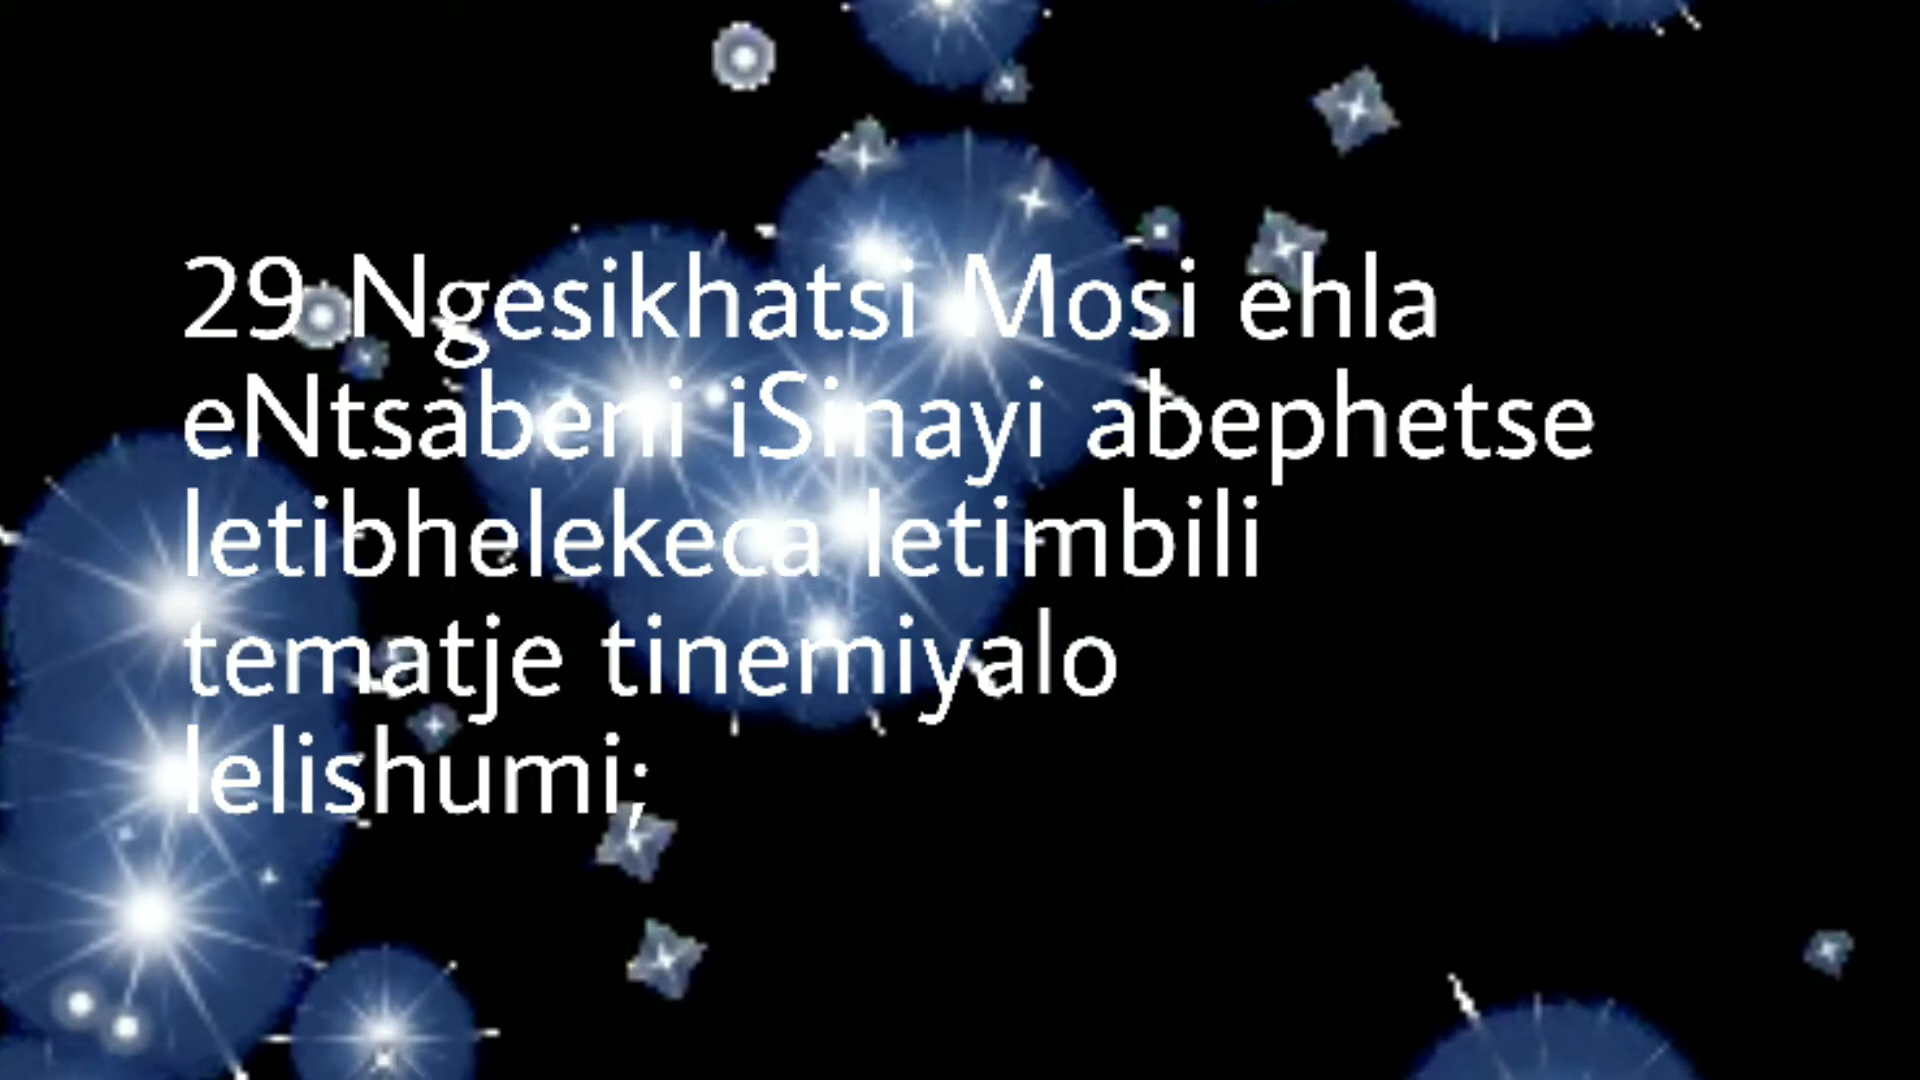 29 Ngesikhatsi Mosi ehla
eNtsabeni iSinayi abephetse
letibhelekeca letimbili
tematje tinemiyalo
lelishumi;